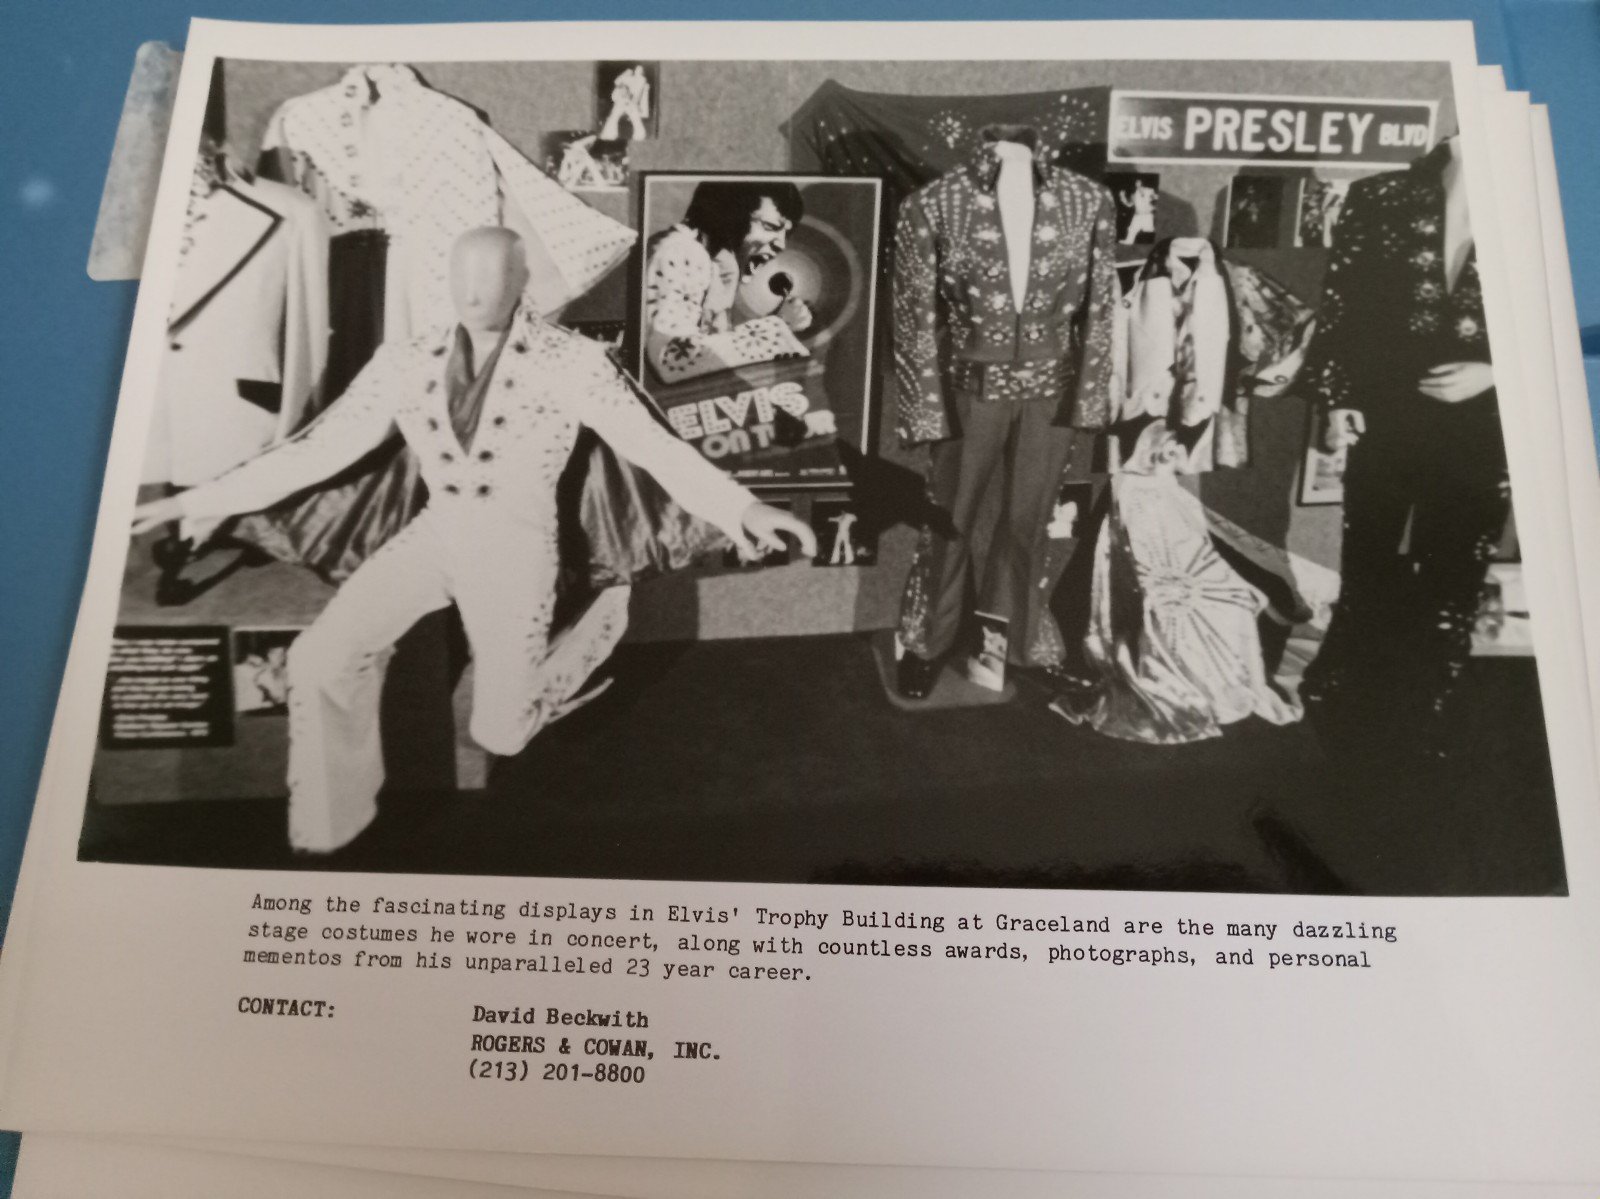 ELVIS PRESLEY BLVD
ELVIS
ON TOUR
Among the fascinating displays in Elvis' Trophy Building at Graceland are the many dazzling
stage costumes he wore in concert, along with countless awards, photographs, and personal
mementos from his unparalleled 23 year career.
CONTACT: David Beckwith
ROGERS & COWAN, INC.
(213) 201-8800